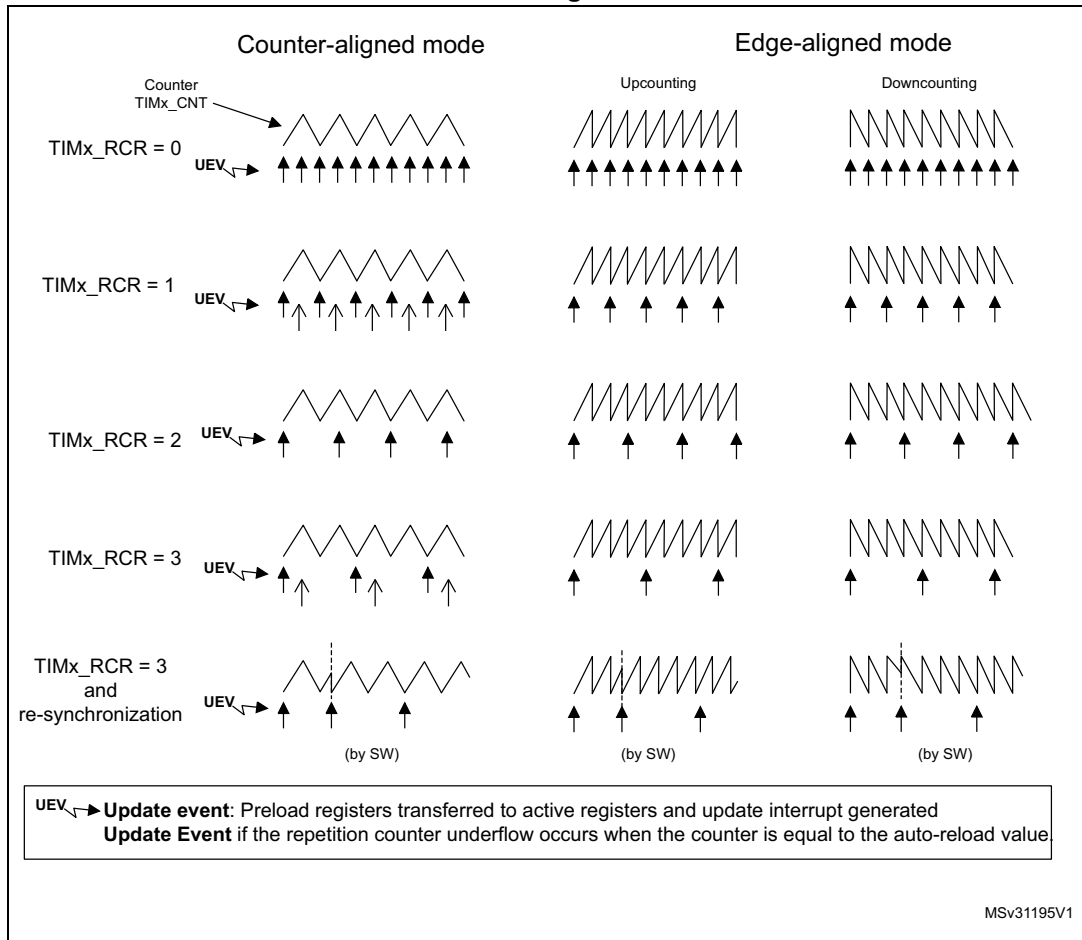 Counter-aligned mode
Edge-aligned mode
Counter
TIMx_CNT
Upcounting
Downcounting
TIMx_RCR = 0
UEV
TIMx_RCR = 1
UEV
TIMx_RCR = 2
UEV
TIMx_RCR = 3
UEV
TIMx_RCR = 3
and
re-synchronization
UEV
(by SW)
(by SW)
(by SW)
UEV Update event: Preload registers transferred to active registers and update interrupt generated
Update Event if the repetition counter underflow occurs when the counter is equal to the auto-reload value.
MSv31195V1